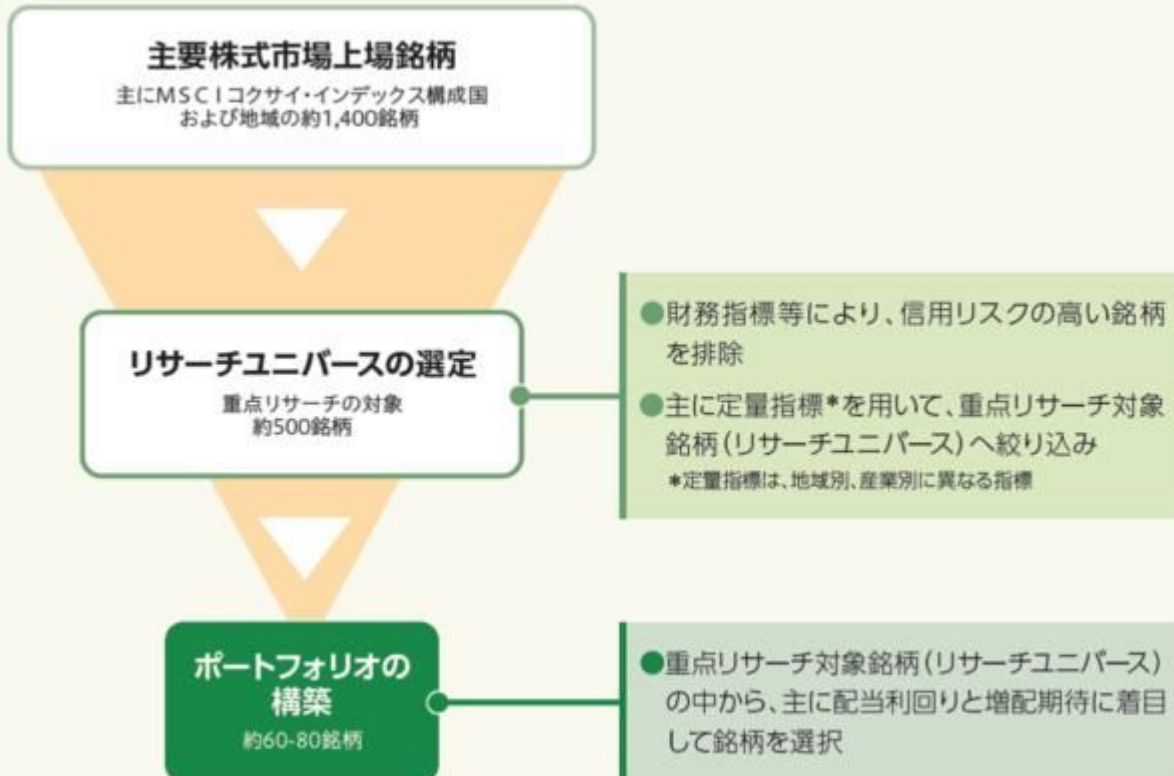 主要株式市場上場銘柄
主にMSCIコクサイ・インデックス構成国
および地域の約1,400銘柄
リサーチユニバースの選定
重点リサーチの対象
約500銘柄
●財務指標等により、信用リスクの高い銘柄
を排除
●主に定量指標*を用いて、重点リサーチ対象
銘柄(リサーチユニバース)へ絞り込み
*定量指標は、地域別、産業別に異なる指標
ポートフォリオの
構築
約60-80銘柄
●重点リサーチ対象銘柄(リサーチユニバース)
の中から、主に配当利回りと増配期待に着目
して銘柄を選択